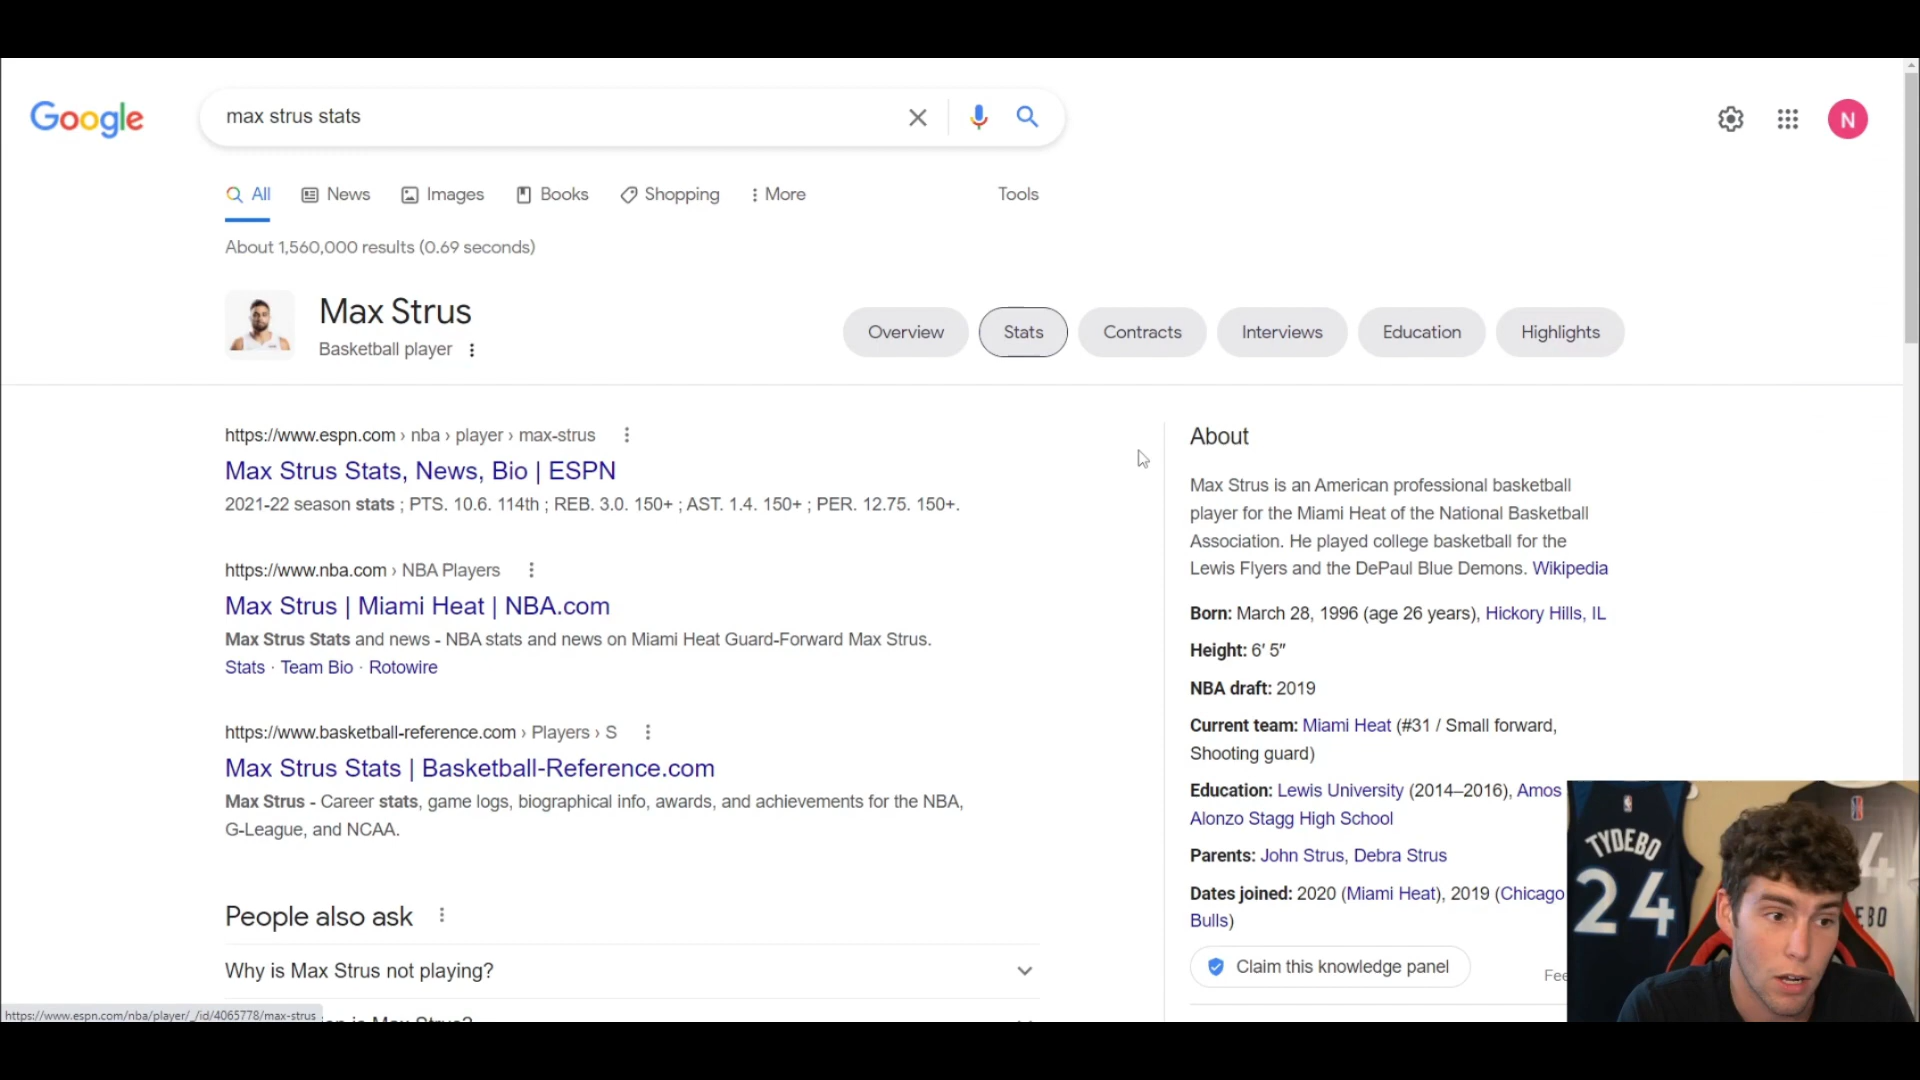 Google
max strus stats
N
All
News
Images
Books
Shopping
More
Tools
About 1,560,000 results (0.69 seconds)
Max Strus
Basketball player
Overview
Stats
Contracts
Interviews
Education
Highlights
https://www.espn.com › nba › player › max-strus
Max Strus Stats, News, Bio | ESPN
2021-22 season stats ; PTS. 10.6. 114th ; REB. 3.0. 150+ ; AST. 1.4. 150+ ; PER. 12.75. 150+.
https://www.nba.com › NBA Players
Max Strus | Miami Heat | NBA.com
Max Strus Stats and news - NBA stats and news on Miami Heat Guard-Forward Max Strus.
Stats · Team Bio · Rotowire
https://www.basketball-reference.com › Players › S
Max Strus Stats | Basketball-Reference.com
Max Strus - Career stats, game logs, biographical info, awards, and achievements for the NBA,
G-League, and NCAA.
People also ask
Why is Max Strus not playing?
https://www.espn.com/nba/player/_/id/4065778/max-strus
About
Max Strus is an American professional basketball
player for the Miami Heat of the National Basketball
Association. He played college basketball for the
Lewis Flyers and the DePaul Blue Demons. Wikipedia
Born: March 28, 1996 (age 26 years), Hickory Hills, IL
Height: 6′ 5″
NBA draft: 2019
Current team: Miami Heat (#31 / Small forward,
Shooting guard)
Education: Lewis University (2014–2016), Amos
Alonzo Stagg High School
Parents: John Strus, Debra Strus
Dates joined: 2020 (Miami Heat), 2019 (Chicago
Bulls)
Claim this knowledge panel
Fee
TYDEBO
24
4
EBO